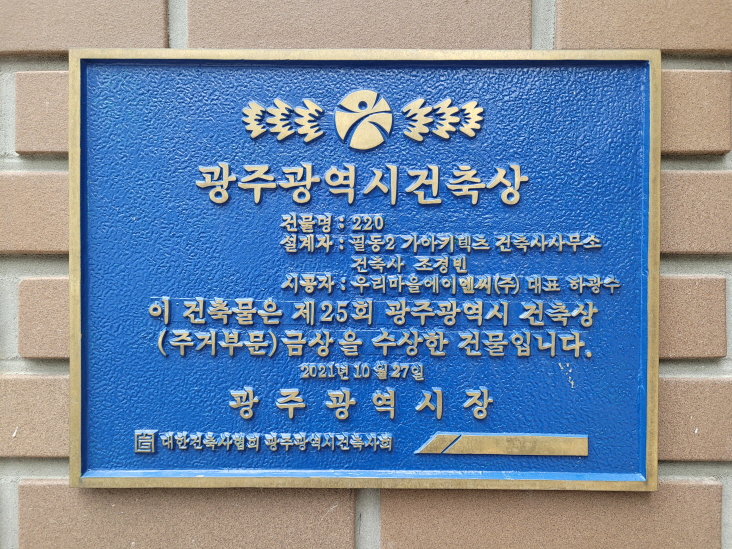 광주광역시건축상
건물명 : 220
설계자 : 필동2 가아키텍츠 건축사사무소
건축사 조경빈
시공자 : 우리마을에이엔씨(주) 대표 하광수
이 건축물은 제25회 광주광역시 건축상
(주거부문)금상을 수상한 건물입니다.
2021년 10월 27일
광주광역시장
대한건축사협회 광주광역시건축사회